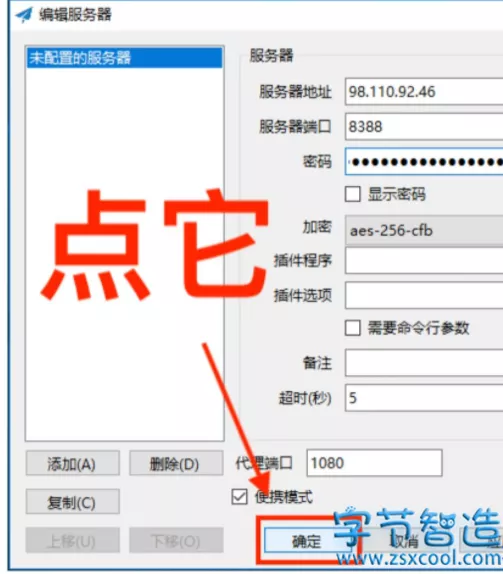 编辑服务器
未配置的服务器
服务器
服务器地址 98.110.92.46
服务器端口 8388
密码 ●●●●●●●●●●●●●●●●
显示密码
加密 aes-256-cfb
插件程序
插件选项
需要命令行参数
备注
超时(秒) 5
点它
添加(A) 删除(D) 代理端口 1080
复制(C) 便携模式
上移(U) 下移(O) 确定 取消
字节智造
www.zsxcool.com